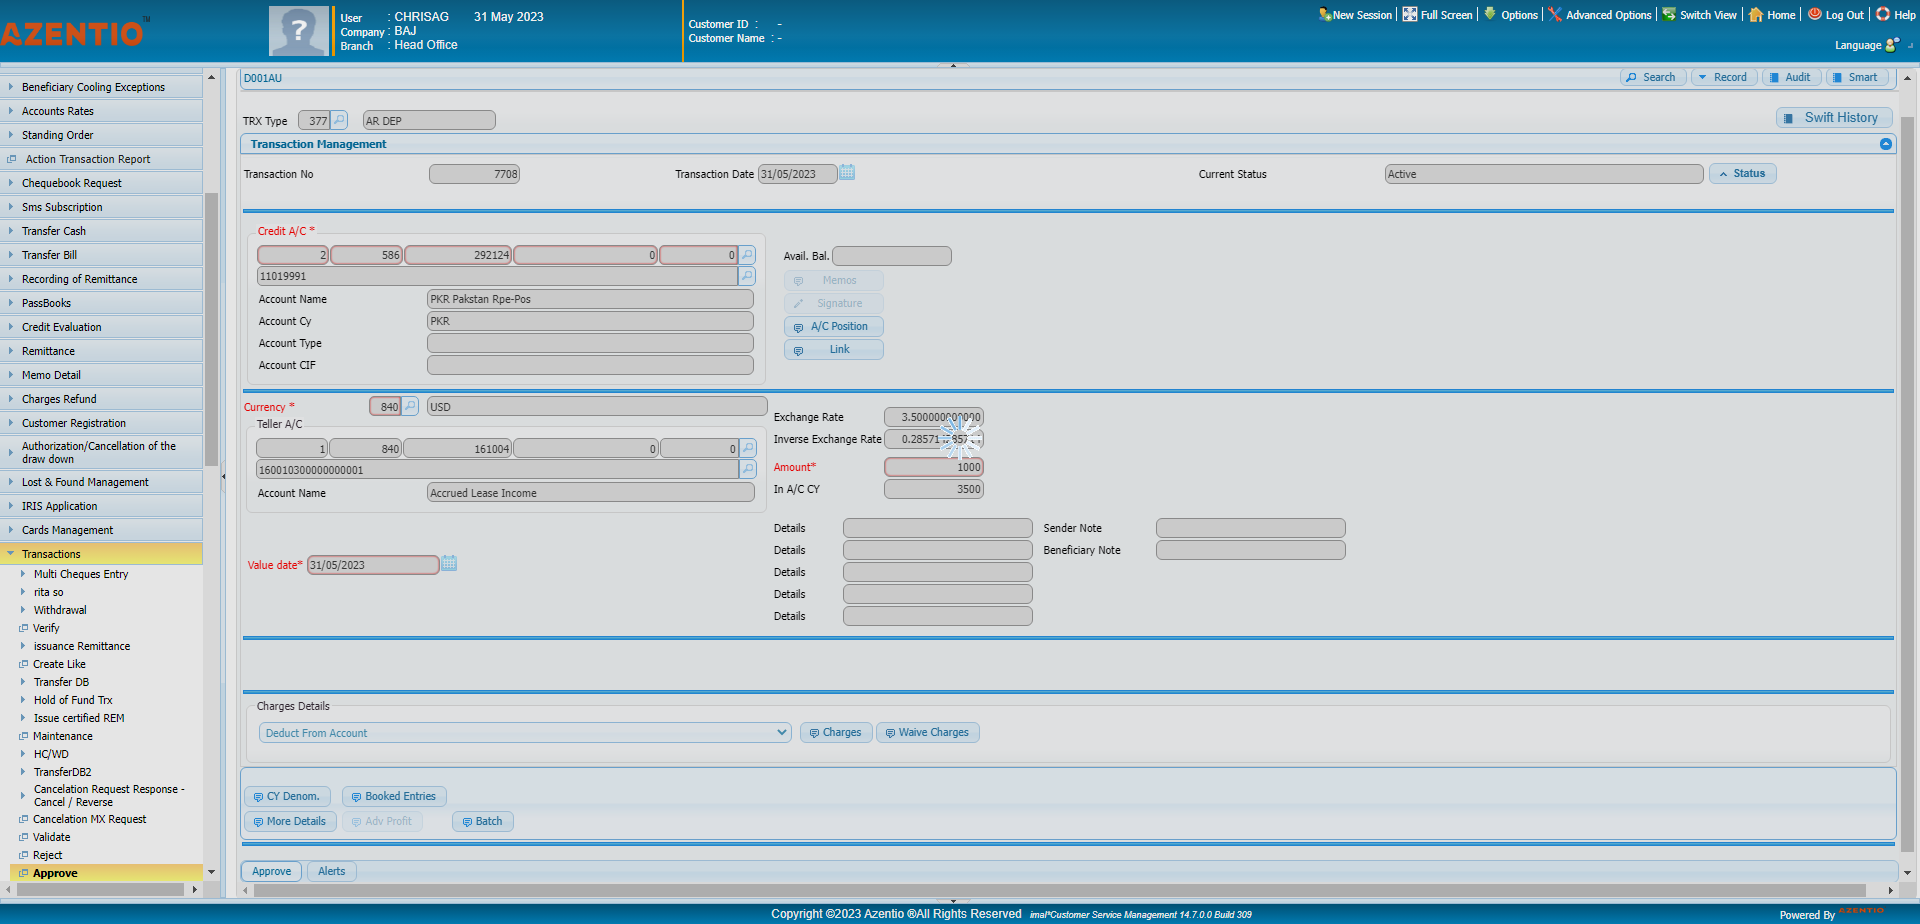 AZENTIO™
User : CHRISAG 31 May 2023
Company : BAJ
Branch : Head Office
Customer ID : -
Customer Name : -
New Session Full Screen Options Advanced Options Switch View Home Log Out Help
Language
Beneficiary Cooling Exceptions
Accounts Rates
Standing Order
Action Transaction Report
Chequebook Request
Sms Subscription
Transfer Cash
Transfer Bill
Recording of Remittance
PassBooks
Credit Evaluation
Remittance
Memo Detail
Charges Refund
Customer Registration
Authorization/Cancellation of the
draw down
Lost & Found Management
IRIS Application
Cards Management
Transactions
Multi Cheques Entry
rita so
Withdrawal
Verify
issuance Remittance
Create Like
Transfer DB
Hold of Fund Trx
Issue certified REM
Maintenance
HC/WD
TransferDB2
Cancelation Request Response -
Cancel / Reverse
Cancelation MX Request
Validate
Reject
Approve
D001AU
Search Record Audit Smart
TRX Type 377 AR DEP
Swift History
Transaction Management
Transaction No 7708 Transaction Date 31/05/2023 Current Status Active Status
Credit A/C *
2 586 292124 0 0
11019991
Account Name PKR Pakstan Rpe-Pos
Account Cy PKR
Account Type
Account CIF
Avail. Bal.
Memos
Signature
A/C Position
Link
Currency * 840 USD
Teller A/C
1 840 161004 0 0
160010300000000001
Account Name Accrued Lease Income
Exchange Rate 3.500000000000
Inverse Exchange Rate
Amount* 1000
In A/C CY 3500
Details Sender Note
Details Beneficiary Note
Details
Details
Details
Value date* 31/05/2023
Charges Details
Deduct From Account Charges Waive Charges
CY Denom. Booked Entries
More Details Adv Profit Batch
Approve Alerts
Copyright ©2023 Azentio ®All Rights Reserved imal*Customer Service Management 14.7.0.0 Build 309
Powered By AZENTIO